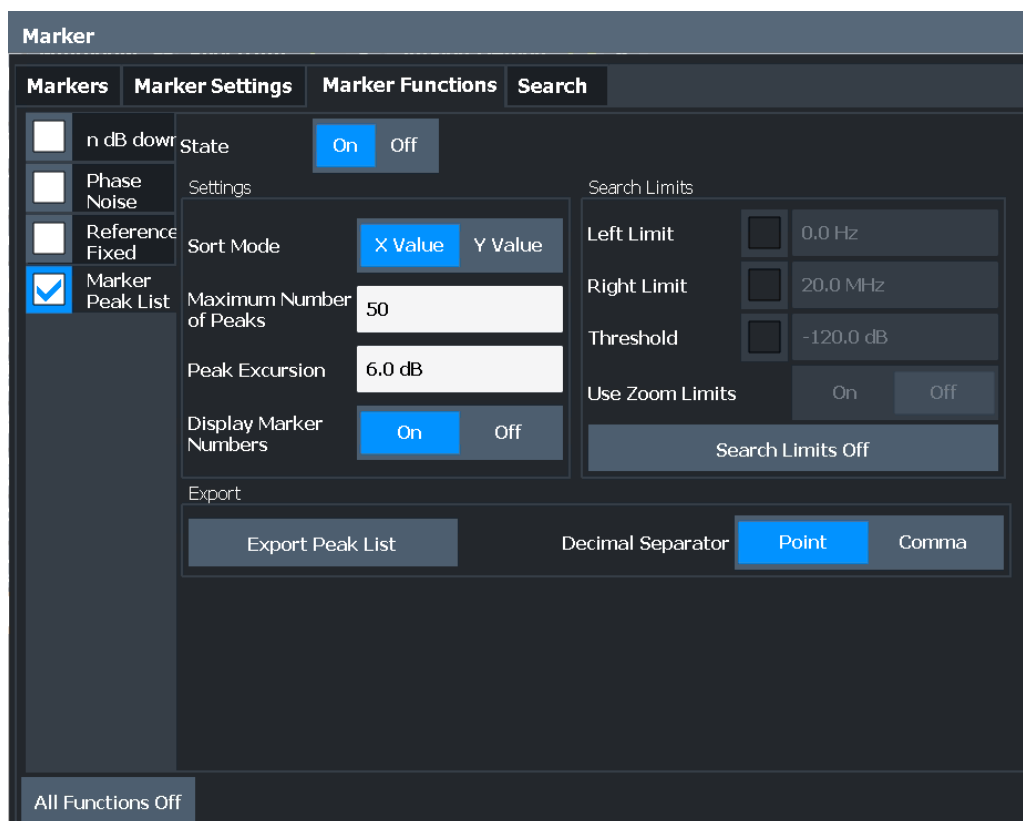 Marker
Markers Marker Settings Marker Functions Search
n dB down
State On Off
Phase
Noise
Settings
Search Limits
Reference
Fixed
Sort Mode X Value Y Value
Left Limit 0.0 Hz
Marker
Peak List
Maximum Number
of Peaks
50
Right Limit 20.0 MHz
Threshold -120.0 dB
Peak Excursion 6.0 dB
Use Zoom Limits On Off
Display Marker
Numbers
On Off
Search Limits Off
Export
Export Peak List
Decimal Separator Point Comma
All Functions Off